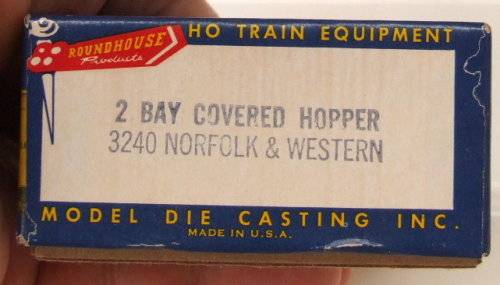 ROUNDHOUSE
Products
HO TRAIN EQUIPMENT
2 BAY COVERED HOPPER
3240 NORFOLK & WESTERN
MODEL DIE CASTING INC.
MADE IN U.S.A.